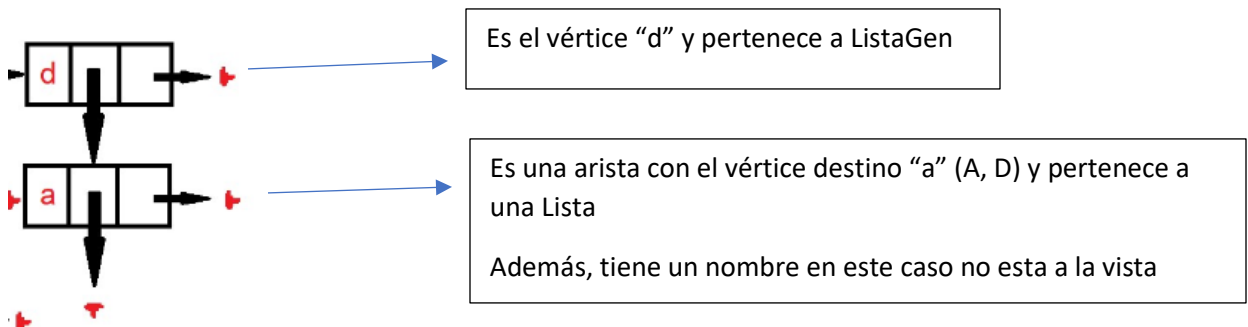 Es el vértice “d” y pertenece a ListaGen
d
Es una arista con el vértice destino “a” (A, D) y pertenece a
una Lista
a
Además, tiene un nombre en este caso no esta a la vista